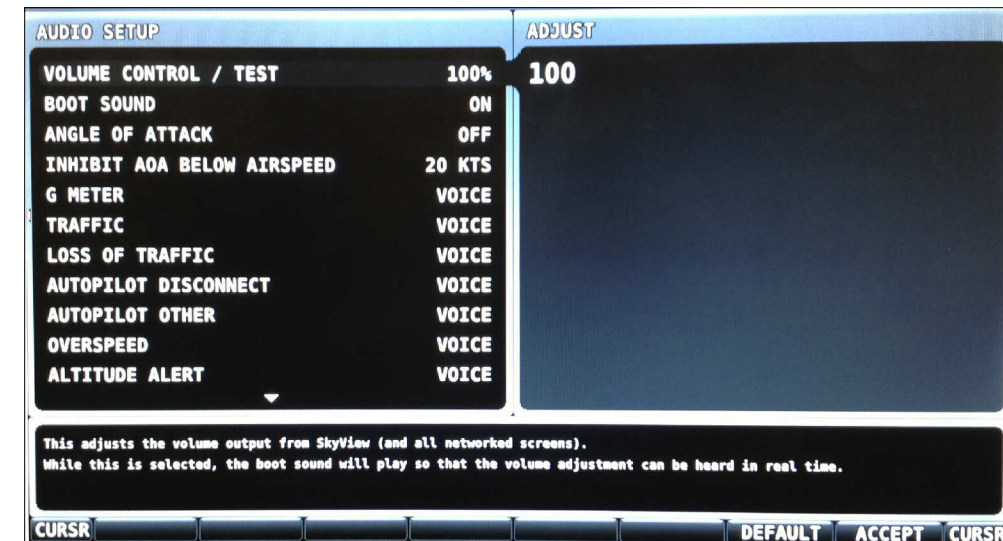 AUDIO SETUP
ADJUST
VOLUME CONTROL / TEST 100%
100
BOOT SOUND ON
ANGLE OF ATTACK OFF
INHIBIT AOA BELOW AIRSPEED 20 KTS
G METER VOICE
TRAFFIC VOICE
LOSS OF TRAFFIC VOICE
AUTOPILOT DISCONNECT VOICE
AUTOPILOT OTHER VOICE
OVERSPEED VOICE
ALTITUDE ALERT VOICE
This adjusts the volume output from SkyView (and all networked screens).
While this is selected, the boot sound will play so that the volume adjustment can be heard in real time.
CURSR DEFAULT ACCEPT CURSR